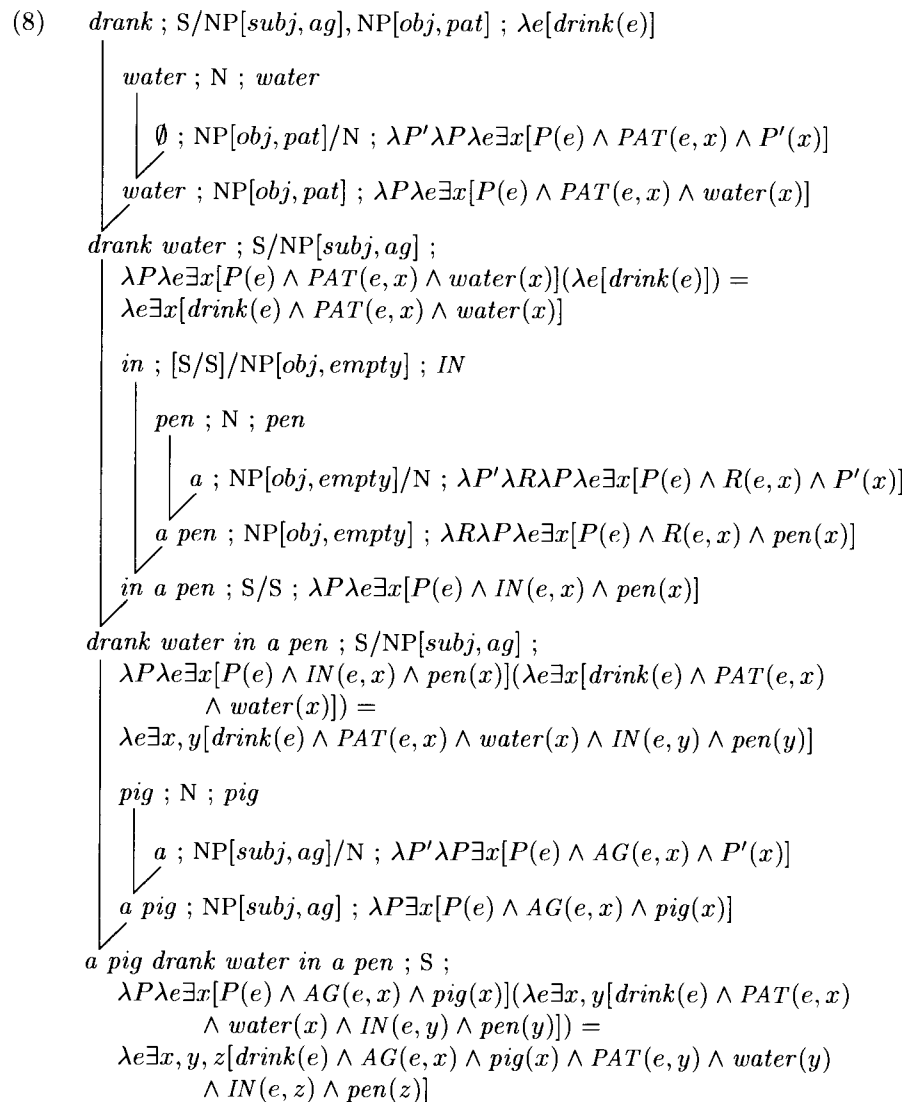 (8) drank ; S/NP[subj, ag], NP[obj, pat] ; λe[drink(e)]
water ; N ; water
∅ ; NP[obj, pat]/N ; λP′λPλe∃x[P(e) ∧ PAT(e, x) ∧ P′(x)]
water ; NP[obj, pat] ; λPλe∃x[P(e) ∧ PAT(e, x) ∧ water(x)]
drank water ; S/NP[subj, ag] ;
λPλe∃x[P(e) ∧ PAT(e, x) ∧ water(x)](λe[drink(e)]) =
λe∃x[drink(e) ∧ PAT(e, x) ∧ water(x)]
in ; [S/S]/NP[obj, empty] ; IN
pen ; N ; pen
a ; NP[obj, empty]/N ; λP′λRλPλe∃x[P(e) ∧ R(e, x) ∧ P′(x)]
a pen ; NP[obj, empty] ; λRλPλe∃x[P(e) ∧ R(e, x) ∧ pen(x)]
in a pen ; S/S ; λPλe∃x[P(e) ∧ IN(e, x) ∧ pen(x)]
drank water in a pen ; S/NP[subj, ag] ;
λPλe∃x[P(e) ∧ IN(e, x) ∧ pen(x)](λe∃x[drink(e) ∧ PAT(e, x)
∧ water(x)]) =
λe∃x, y[drink(e) ∧ PAT(e, x) ∧ water(x) ∧ IN(e, y) ∧ pen(y)]
pig ; N ; pig
a ; NP[subj, ag]/N ; λP′λP∃x[P(e) ∧ AG(e, x) ∧ P′(x)]
a pig ; NP[subj, ag] ; λP∃x[P(e) ∧ AG(e, x) ∧ pig(x)]
a pig drank water in a pen ; S ;
λPλe∃x[P(e) ∧ AG(e, x) ∧ pig(x)](λe∃x, y[drink(e) ∧ PAT(e, x)
∧ water(x) ∧ IN(e, y) ∧ pen(y)]) =
λe∃x, y, z[drink(e) ∧ AG(e, x) ∧ pig(x) ∧ PAT(e, y) ∧ water(y)
∧ IN(e, z) ∧ pen(z)]